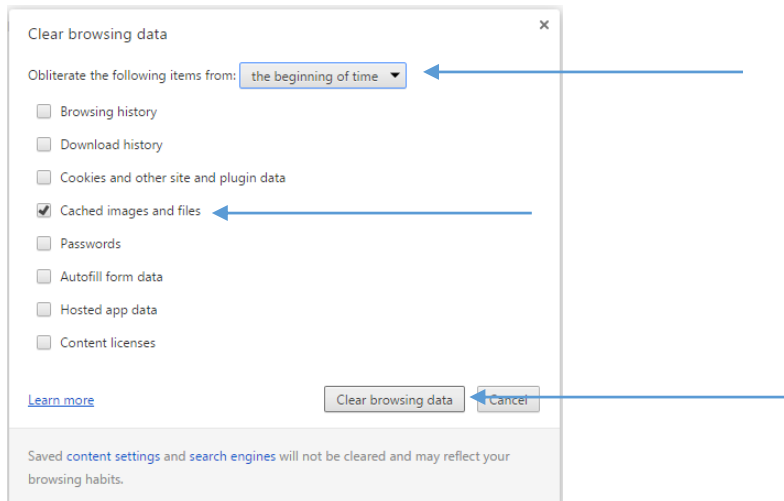 Clear browsing data
Obliterate the following items from: the beginning of time
Browsing history
Download history
Cookies and other site and plugin data
Cached images and files
Passwords
Autofill form data
Hosted app data
Content licenses
Learn more Clear browsing data Cancel
Saved content settings and search engines will not be cleared and may reflect your
browsing habits.